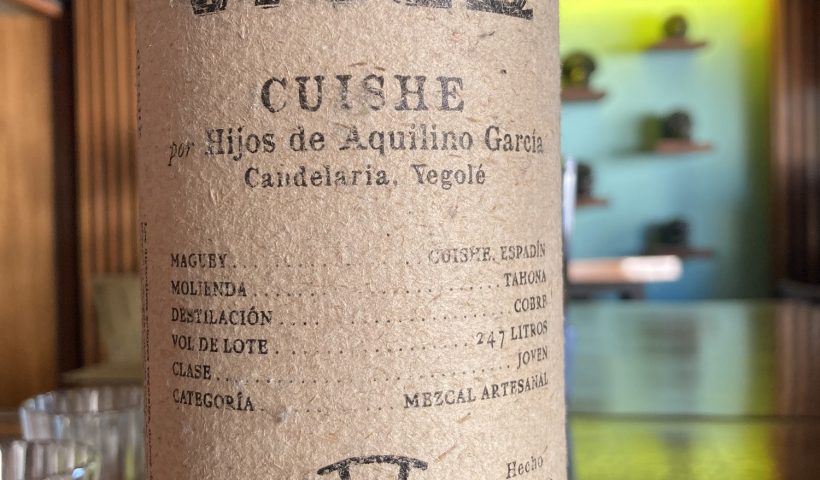 CUISHE
por Hijos de Aquilino García
Candelaria, Yegolé
MAGUEY CUISHE, ESPADÍN
MOLIENDA TAHONA
DESTILACIÓN COBRE
VOL DE LOTE 247 LITROS
CLASE JOVEN
CATEGORÍA MEZCAL ARTESANAL
Hecho